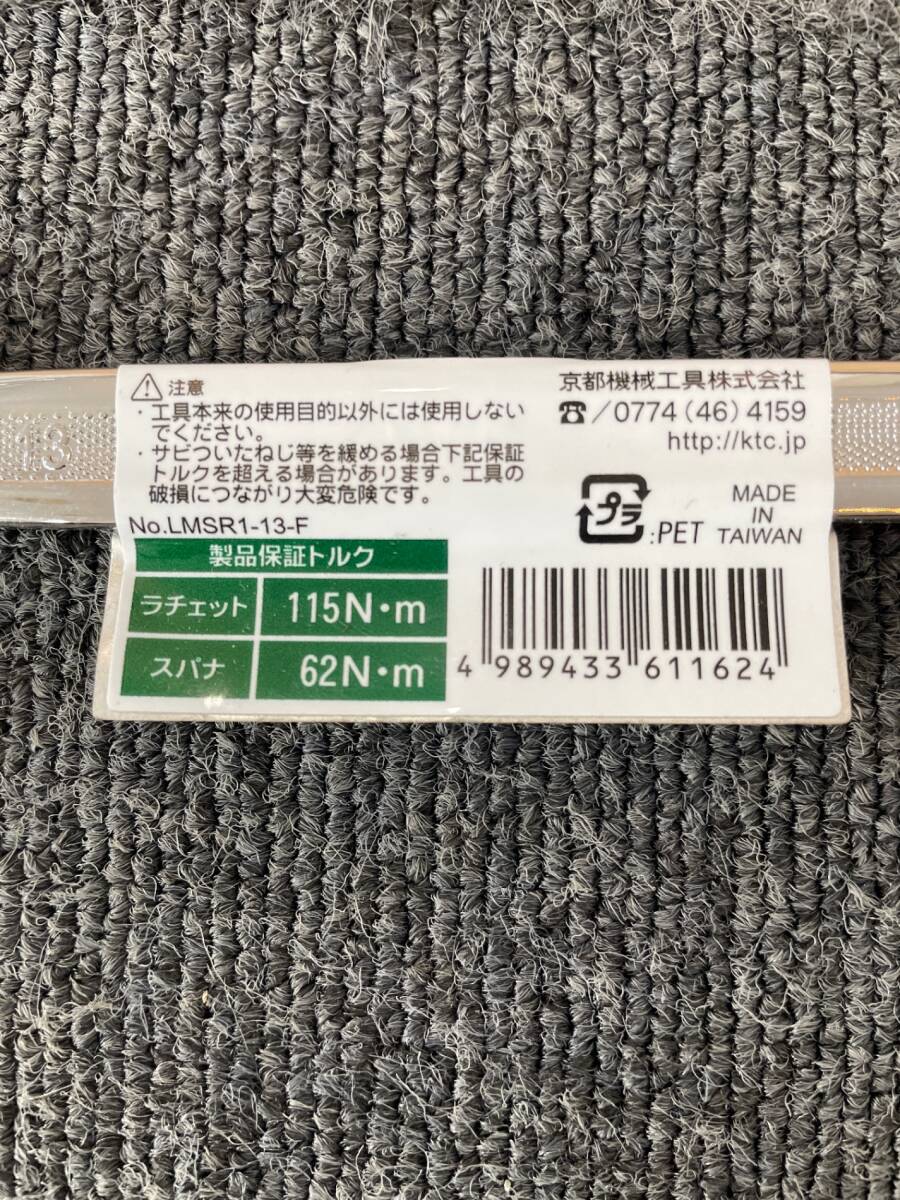 13
⚠ 注意
・工具本来の使用目的以外には使用しない
でください。
・サビついたねじ等を緩める場合下記保証
トルクを超える場合があります。工具の
破損につながり大変危険です。
No.LMSR1-13-F
製品保証トルク
ラチェット 115N・m
スパナ 62N・m
京都機械工具株式会社
☎/0774(46)4159
http://ktc.jp
プラ
:PET
MADE
IN
TAIWAN
4 989433 611624